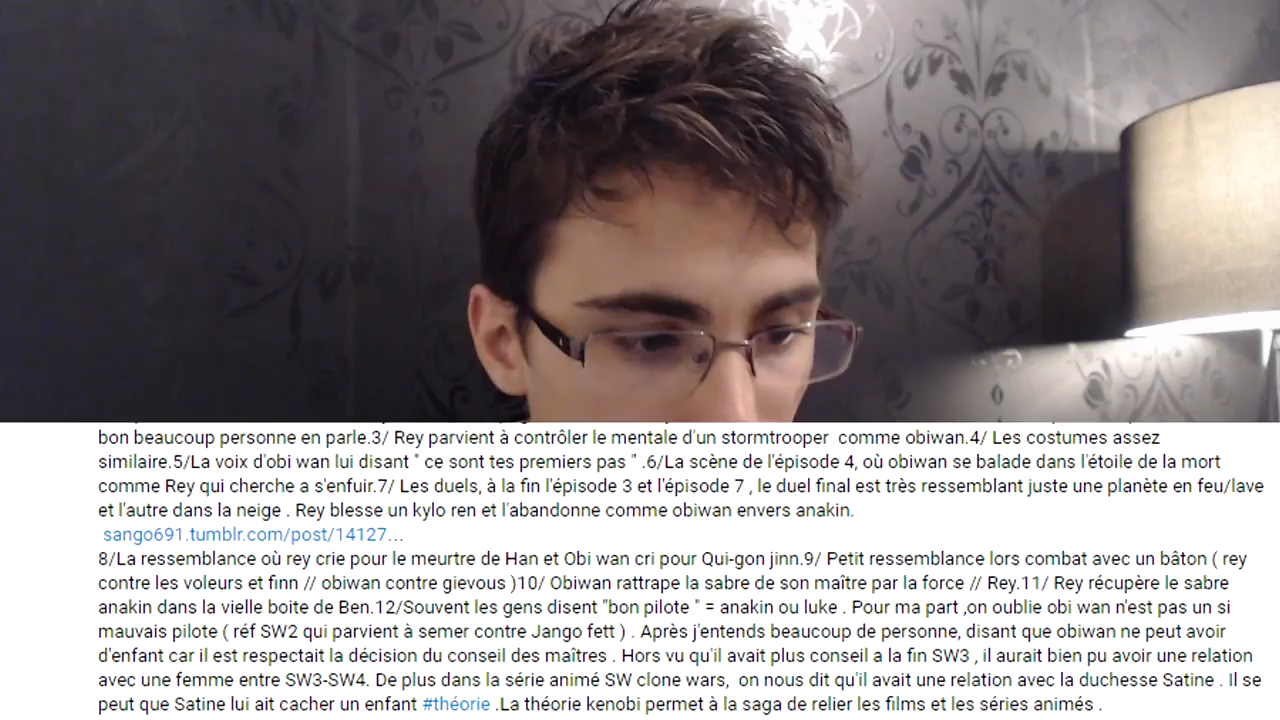 bon beaucoup personne en parle.3/ Rey parvient à contrôler le mentale d'un stormtrooper  comme obiwan.4/ Les costumes assez
similaire.5/La voix d'obi wan lui disant " ce sont tes premiers pas " .6/La scène de l'épisode 4, où obiwan se balade dans l'étoile de la mort
comme Rey qui cherche a s'enfuir.7/ Les duels, à la fin l'épisode 3 et l'épisode 7 , le duel final est très ressemblant juste une planète en feu/lave
et l'autre dans la neige . Rey blesse un kylo ren et l'abandonne comme obiwan envers anakin.
sango691.tumblr.com/post/14127...
8/La ressemblance où rey crie pour le meurtre de Han et Obi wan cri pour Qui-gon jinn.9/ Petit ressemblance lors combat avec un bâton ( rey
contre les voleurs et finn // obiwan contre gievous )10/ Obiwan rattrape la sabre de son maître par la force // Rey.11/ Rey récupère le sabre
anakin dans la vielle boite de Ben.12/Souvent les gens disent "bon pilote " = anakin ou luke . Pour ma part ,on oublie obi wan n'est pas un si
mauvais pilote ( réf SW2 qui parvient à semer contre Jango fett ) . Après j'entends beaucoup de personne, disant que obiwan ne peut avoir
d'enfant car il est respectait la décision du conseil des maîtres . Hors vu qu'il avait plus conseil a la fin SW3 , il aurait bien pu avoir une relation
avec une femme entre SW3-SW4. De plus dans la série animé SW clone wars,  on nous dit qu'il avait une relation avec la duchesse Satine . Il se
peut que Satine lui ait cacher un enfant #théorie .La théorie kenobi permet à la saga de relier les films et les séries animés .